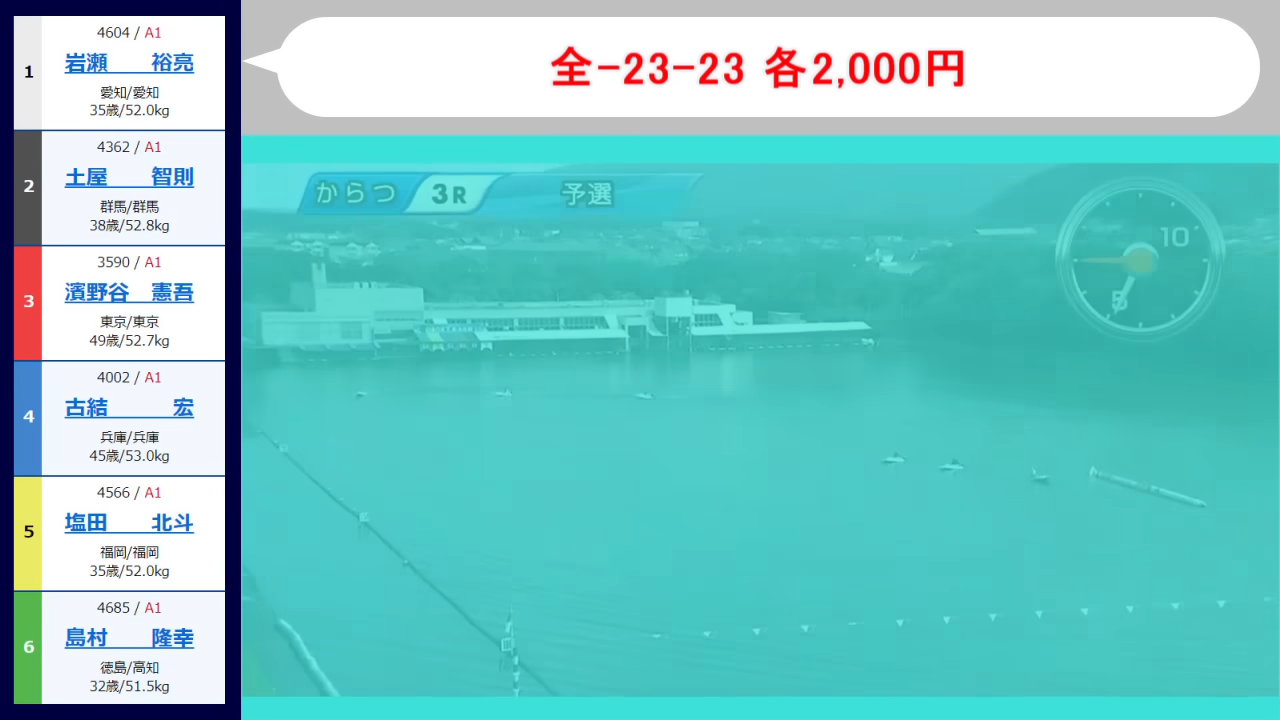 1
4604 / A1
岩瀬　　裕亮
愛知/愛知
35歳/52.0kg
2
4362 / A1
土屋　　智則
群馬/群馬
38歳/52.8kg
3
3590 / A1
濱野谷　憲吾
東京/東京
49歳/52.7kg
4
4002 / A1
古結　　　宏
兵庫/兵庫
45歳/53.0kg
5
4566 / A1
塩田　　北斗
福岡/福岡
35歳/52.0kg
6
4685 / A1
島村　　隆幸
徳島/高知
32歳/51.5kg
全-23-23 各2,000円
からつ 3R 予選
10
5